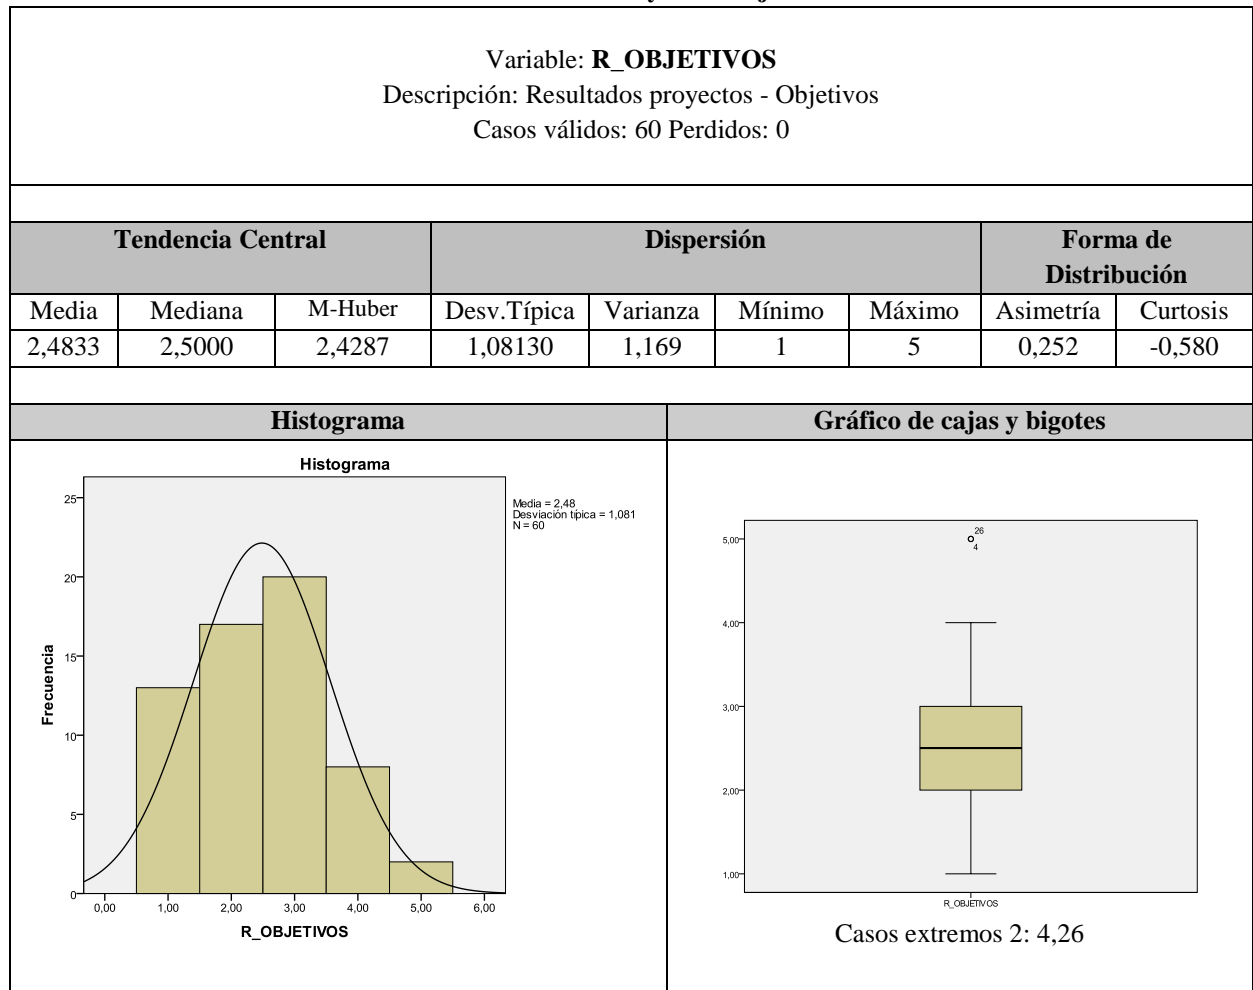 Variable: R_OBJETIVOS
Descripción: Resultados proyectos - Objetivos
Casos válidos: 60 Perdidos: 0
Tendencia Central
Dispersión
Forma de
Distribución
Media Mediana M-Huber Desv.Típica Varianza Mínimo Máximo Asimetría Curtosis
2,4833 2,5000 2,4287 1,08130 1,169 1 5 0,252 -0,580
Histograma
Gráfico de cajas y bigotes
Histograma
Media = 2,48
Desviación típica = 1,081
N = 60
Frecuencia
25
20
15
10
5
0
0,00 1,00 2,00 3,00 4,00 5,00 6,00
R_OBJETIVOS
5,00
4,00
3,00
2,00
1,00
26
4
R_OBJETIVOS
Casos extremos 2: 4,26